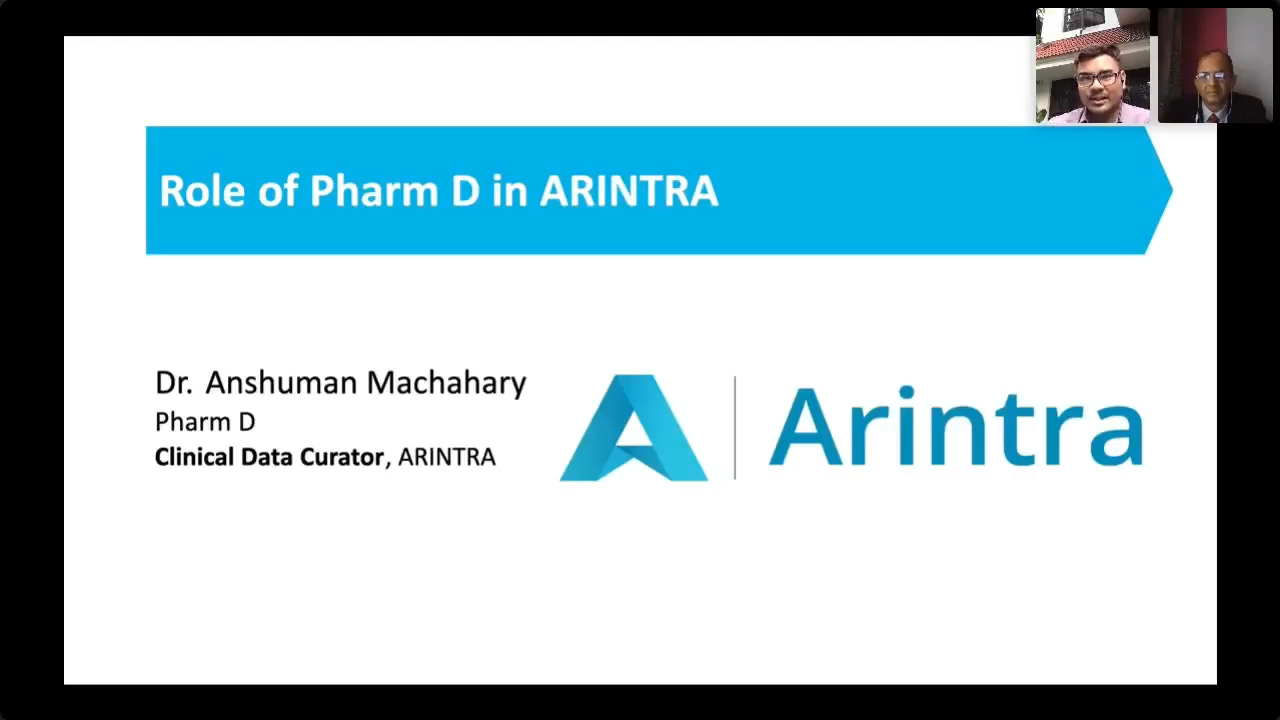 Role of Pharm D in ARINTRA
Dr. Anshuman Machahary
Pharm D
Clinical Data Curator, ARINTRA
Arintra